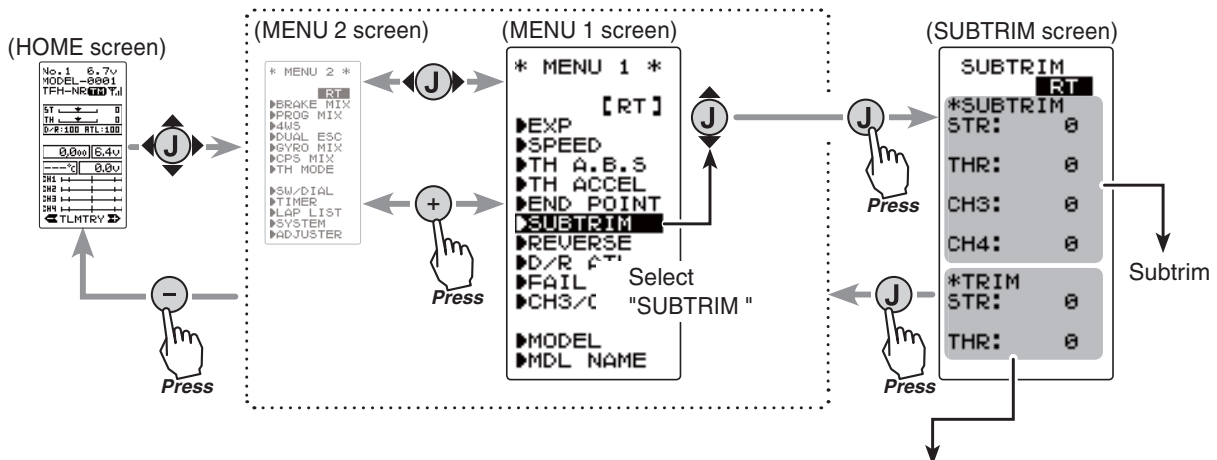 (HOME screen)
No.1 6.7V
MODEL-0001
TFH-NR TM
ST 0
TH 0
D/R:100 ATL:100
0.000 6.4V
---℃ 0.0V
CH1
CH2
CH3
CH4
TLMTRY
(MENU 2 screen)
* MENU 2 *
RT
BRAKE MIX
PROG MIX
4WS
DUAL ESC
GYRO MIX
CPS MIX
TH MODE
SW/DIAL
TIMER
LAP LIST
SYSTEM
ADJUSTER
(MENU 1 screen)
* MENU 1 *
[RT]
EXP
SPEED
TH A.B.S
TH ACCEL
END POINT
SUBTRIM
REVERSE
D/R
FAIL
CH3/
MODEL
MDL NAME
Select
"SUBTRIM "
(SUBTRIM screen)
SUBTRIM
RT
*SUBTRIM
STR: 0
THR: 0
CH3: 0
CH4: 0
*TRIM
STR: 0
THR: 0
Subtrim
J
J
+
Press
-
Press
J
J
Press
J
Press